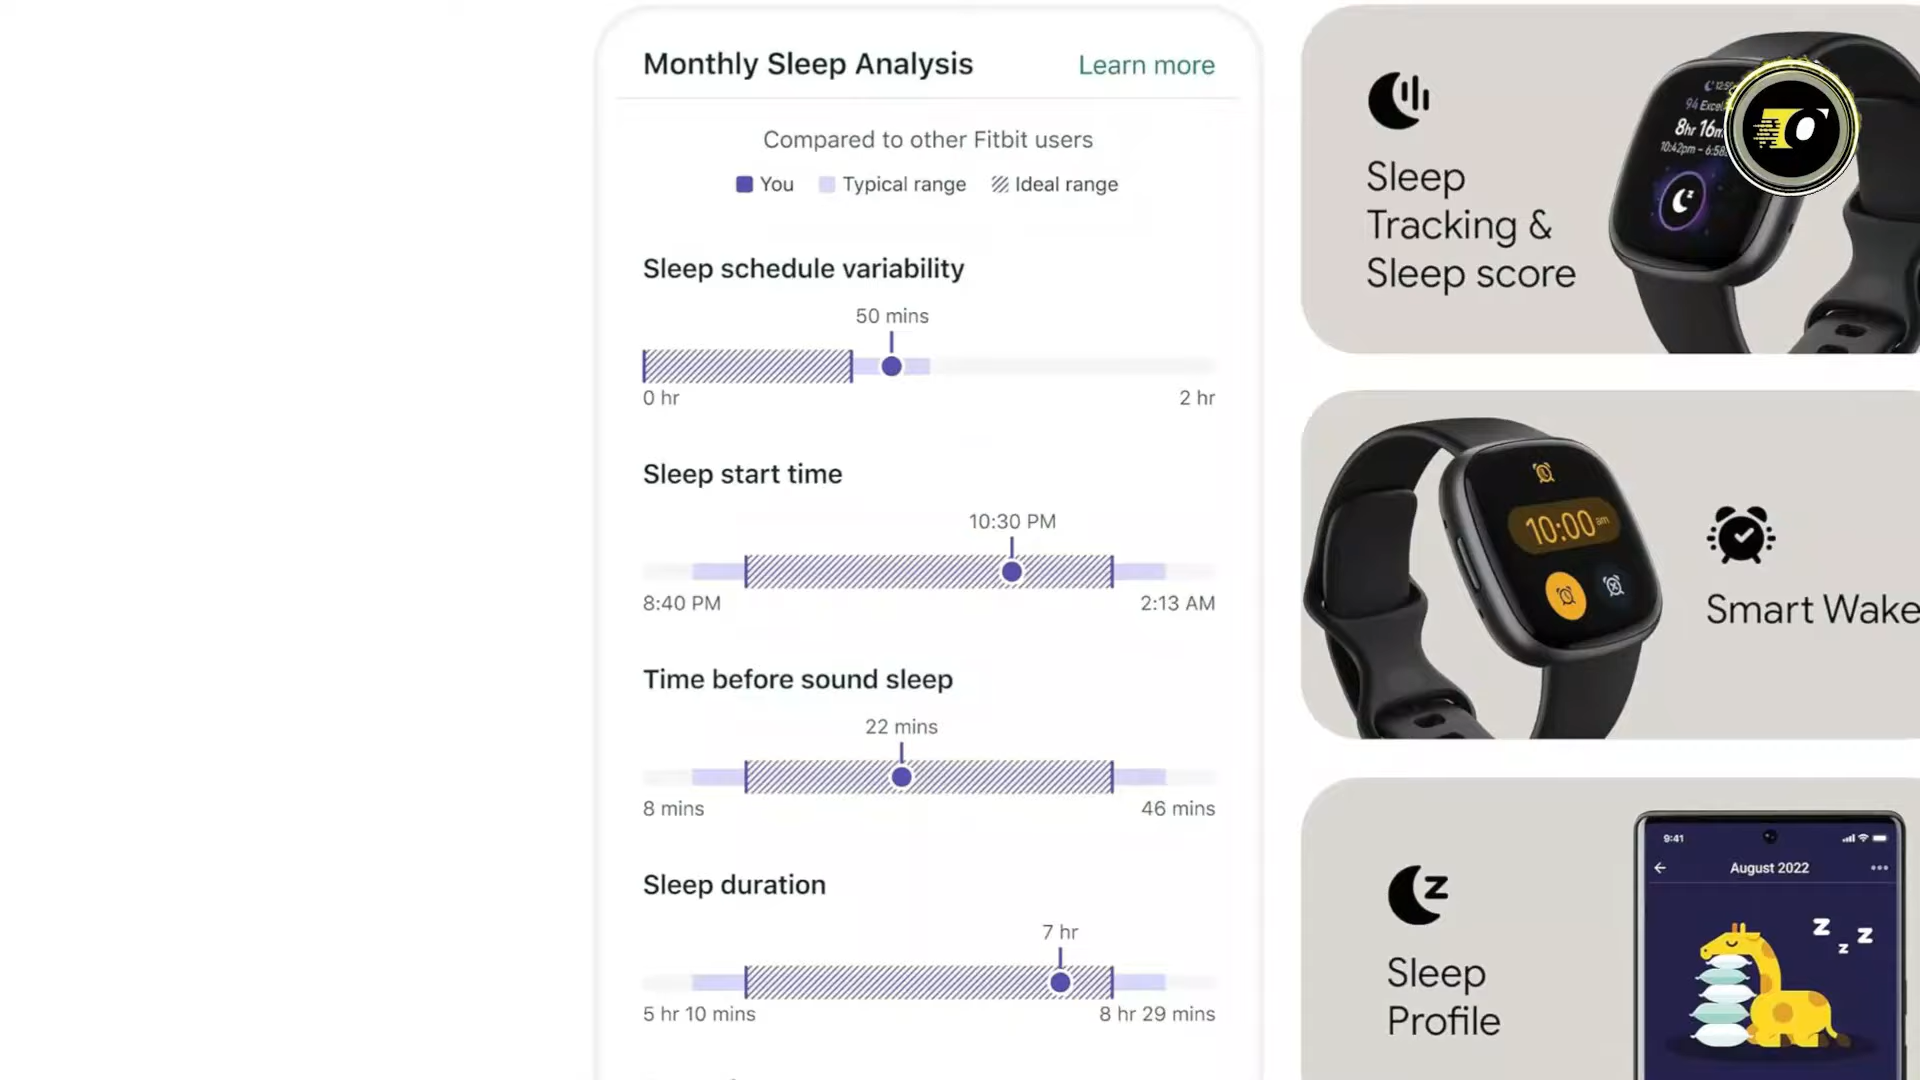 Monthly Sleep Analysis
Learn more
Compared to other Fitbit users
You
Typical range
Ideal range
Sleep schedule variability
50 mins
0 hr
2 hr
Sleep start time
10:30 PM
8:40 PM
2:13 AM
Time before sound sleep
22 mins
8 mins
46 mins
Sleep duration
7 hr
5 hr 10 mins
8 hr 29 mins
8hr 16m
Sleep
Tracking &
Sleep score
10:00 am
Smart Wake
9:41
August 2022
z z z
Sleep
Profile